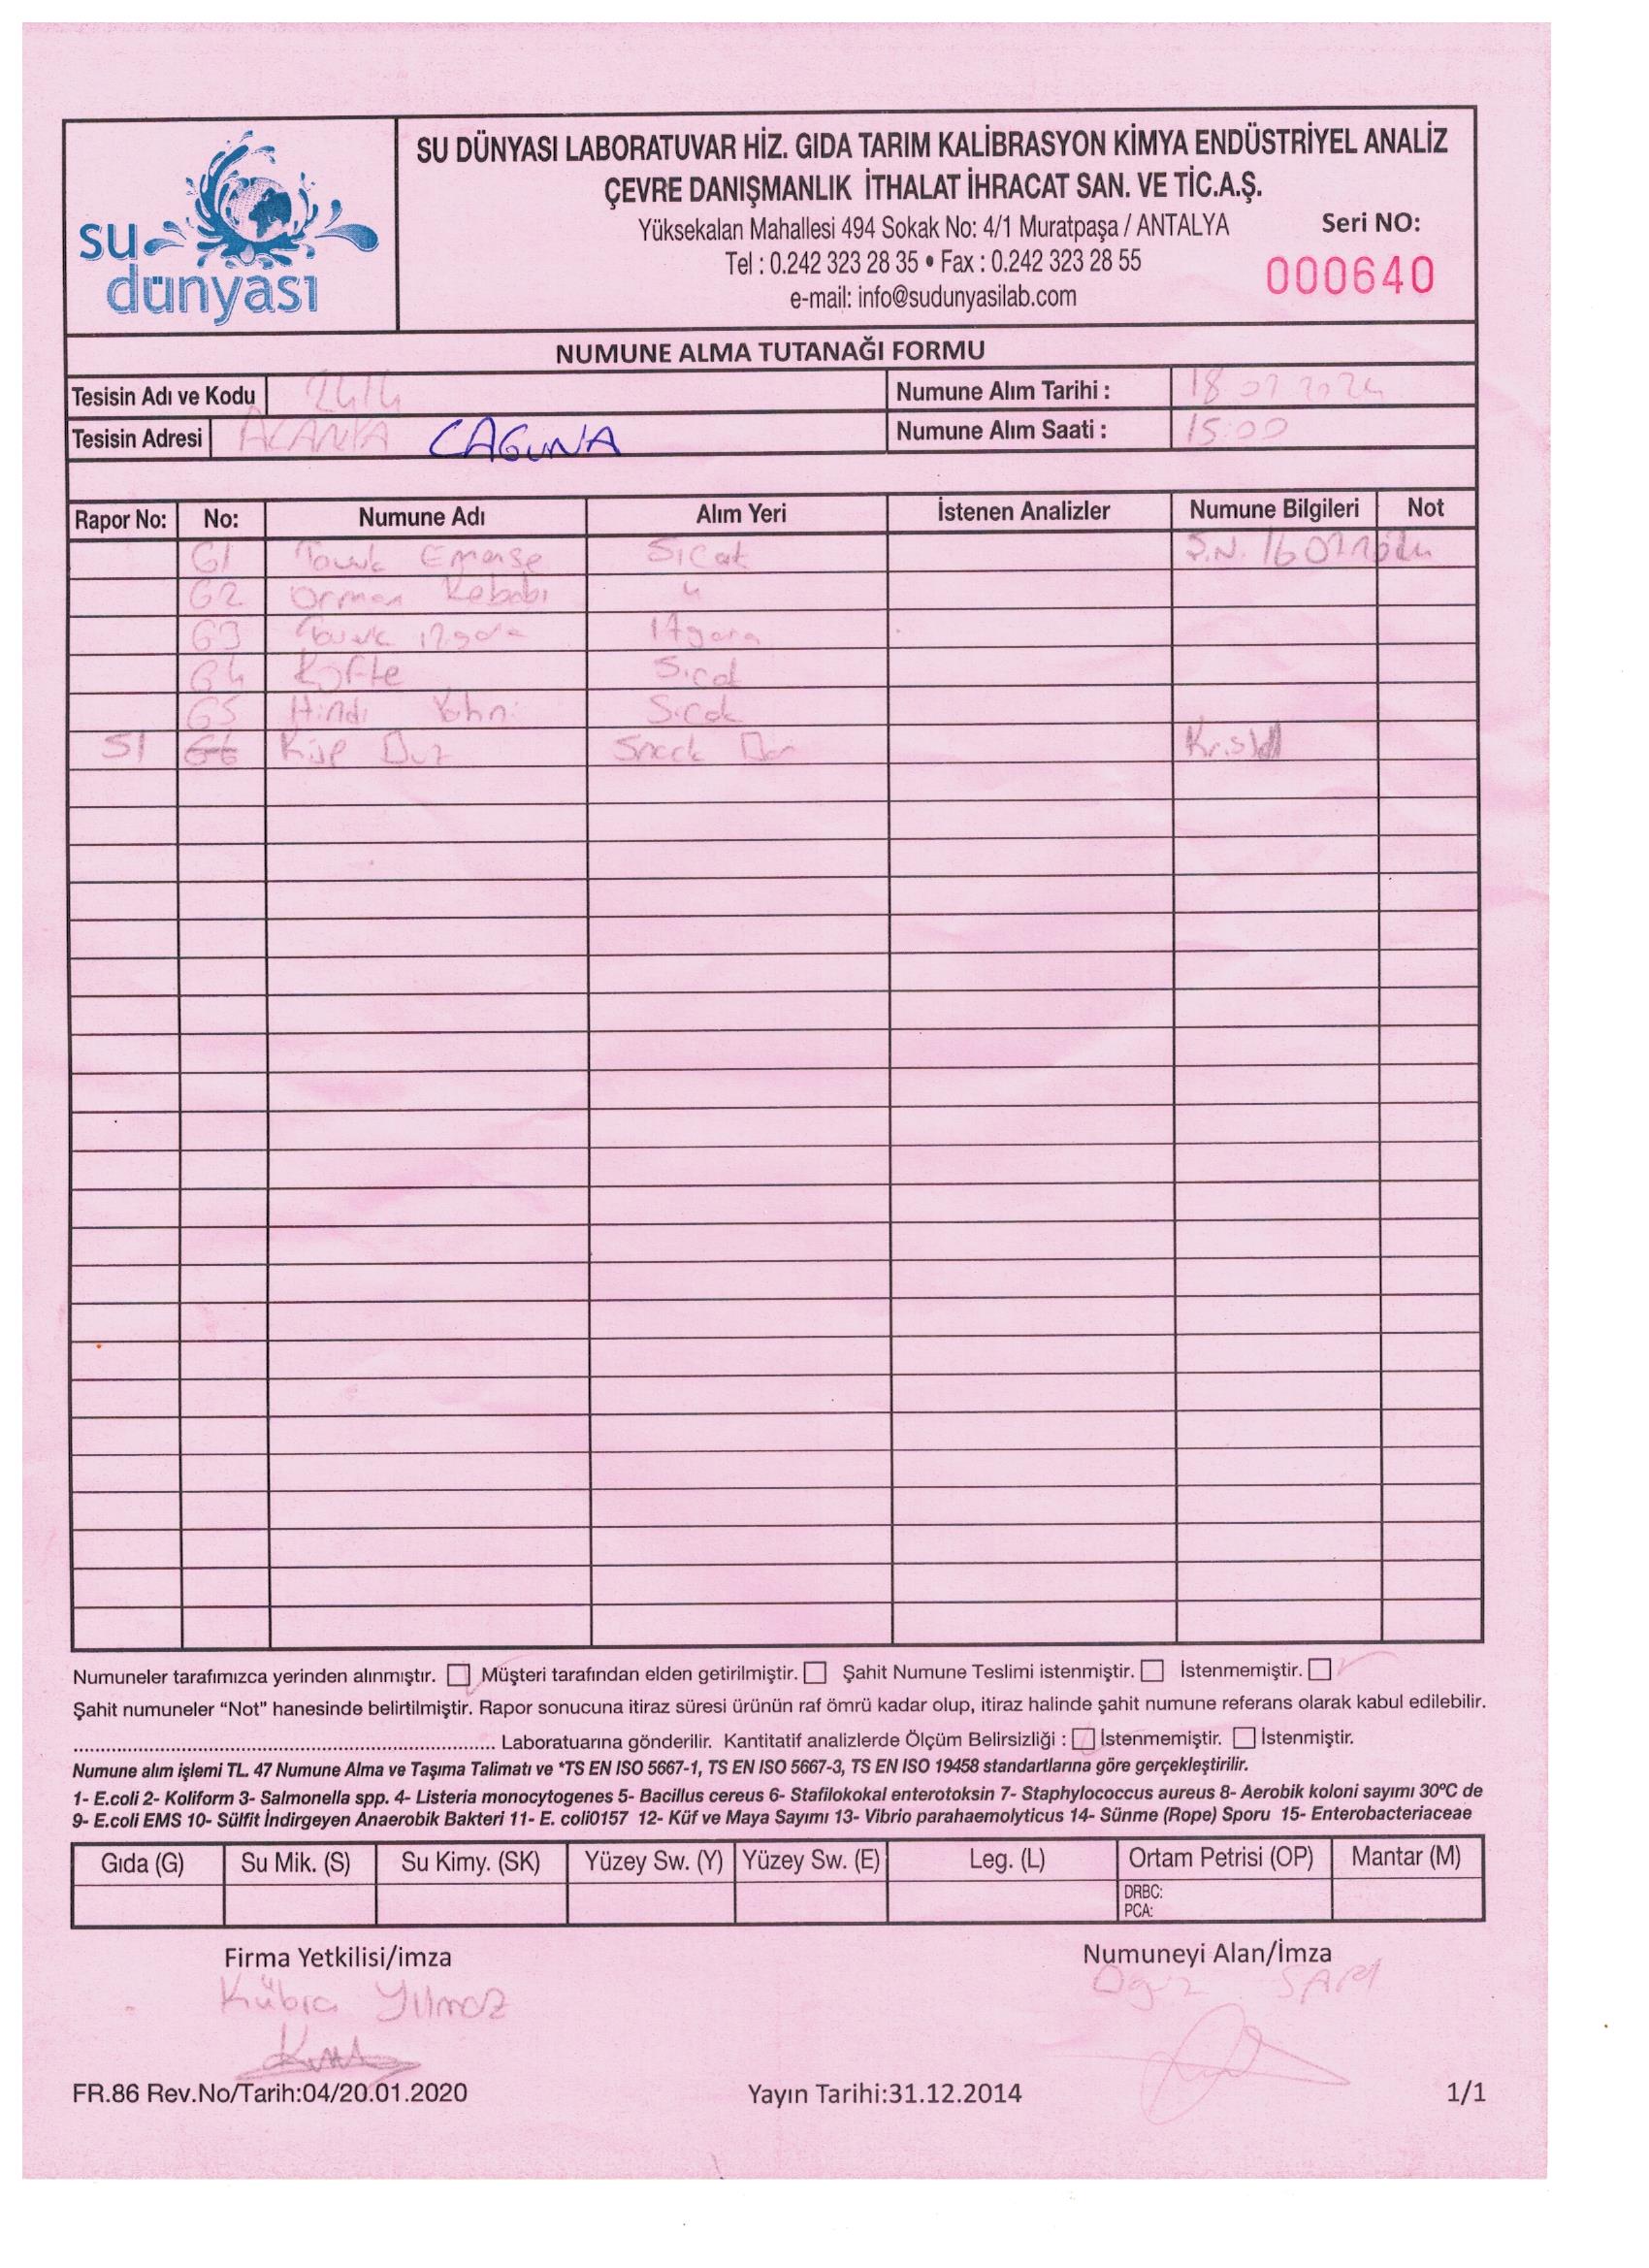 su
dünyası
SU DÜNYASI LABORATUVAR HİZ. GIDA TARIM KALİBRASYON KİMYA ENDÜSTRİYEL ANALİZ
ÇEVRE DANIŞMANLIK İTHALAT İHRACAT SAN. VE TİC.A.Ş.
Yüksekalan Mahallesi 494 Sokak No: 4/1 Muratpaşa / ANTALYA
Tel : 0.242 323 28 35 • Fax : 0.242 323 28 55
e-mail: info@sudunyasilab.com
Seri NO:
000640
NUMUNE ALMA TUTANAĞI FORMU
Tesisin Adı ve Kodu 2414 Numune Alım Tarihi : 18 07 2024
Tesisin Adresi ALANYA CAGUNA Numune Alım Saati : 15:00
Rapor No: No: Numune Adı Alım Yeri İstenen Analizler Numune Bilgileri Not
G1 Tavuk Sıcak Ş.N.
G2 Orman Kebabı "
G3 Tavuk ızgara Izgara
G4 Köfte Sıcak
G5 Hindi Yahni Sıcak
S1 G6 Küp Buz Snack Bar Kristal
Numuneler tarafımızca yerinden alınmıştır. Müşteri tarafından elden getirilmiştir. Şahit Numune Teslimi istenmiştir. İstenmemiştir.
Şahit numuneler “Not” hanesinde belirtilmiştir. Rapor sonucuna itiraz süresi ürünün raf ömrü kadar olup, itiraz halinde şahit numune referans olarak kabul edilebilir.
.............................................................................. Laboratuarına gönderilir. Kantitatif analizlerde Ölçüm Belirsizliği : İstenmemiştir. İstenmiştir.
Numune alım işlemi TL. 47 Numune Alma ve Taşıma Talimatı ve *TS EN ISO 5667-1, TS EN ISO 5667-3, TS EN ISO 19458 standartlarına göre gerçekleştirilir.
1- E.coli 2- Koliform 3- Salmonella spp. 4- Listeria monocytogenes 5- Bacillus cereus 6- Stafilokokal enterotoksin 7- Staphylococcus aureus 8- Aerobik koloni sayımı 30ºC de
9- E.coli EMS 10- Sülfit İndirgeyen Anaerobik Bakteri 11- E. coli0157 12- Küf ve Maya Sayımı 13- Vibrio parahaemolyticus 14- Sünme (Rope) Sporu 15- Enterobacteriaceae
Gıda (G) Su Mik. (S) Su Kimy. (SK) Yüzey Sw. (Y) Yüzey Sw. (E) Leg. (L) Ortam Petrisi (OP) Mantar (M)
DRBC:
PCA:
Firma Yetkilisi/imza Numuneyi Alan/İmza
Kübra Yılmaz Oğuz SARI
FR.86 Rev.No/Tarih:04/20.01.2020 Yayın Tarihi:31.12.2014 1/1